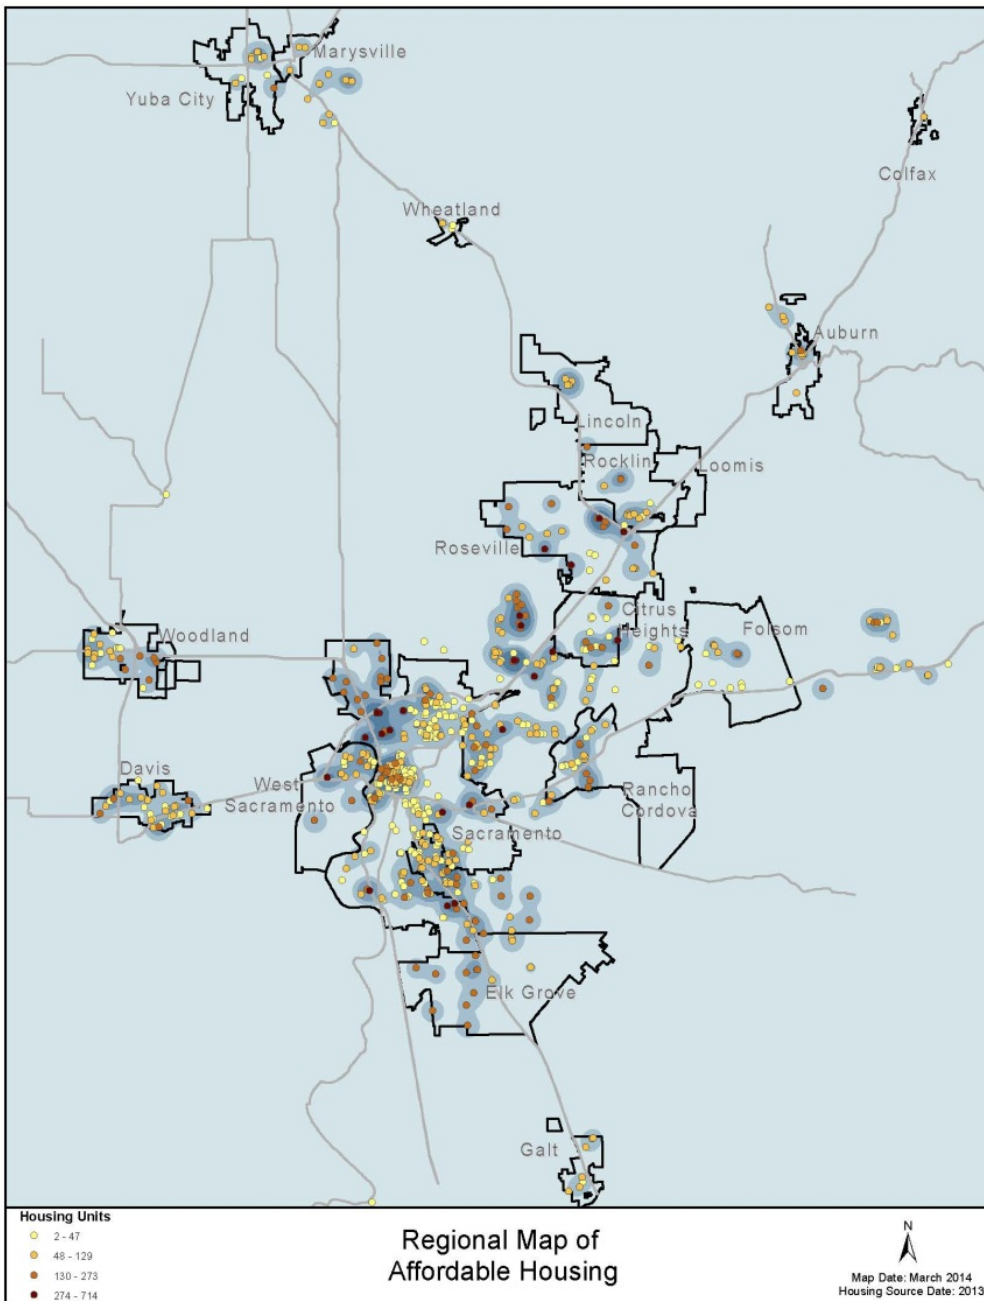 Marysville
Yuba City
Colfax
Wheatland
Auburn
Lincoln
Rocklin
Loomis
Roseville
Citrus
Heights
Folsom
Woodland
Davis
West
Sacramento
Rancho
Cordova
Sacramento
Elk Grove
Galt
Housing Units
2 - 47
48 - 129
130 - 273
274 - 714
Regional Map of
Affordable Housing
N
Map Date: March 2014
Housing Source Date: 2013